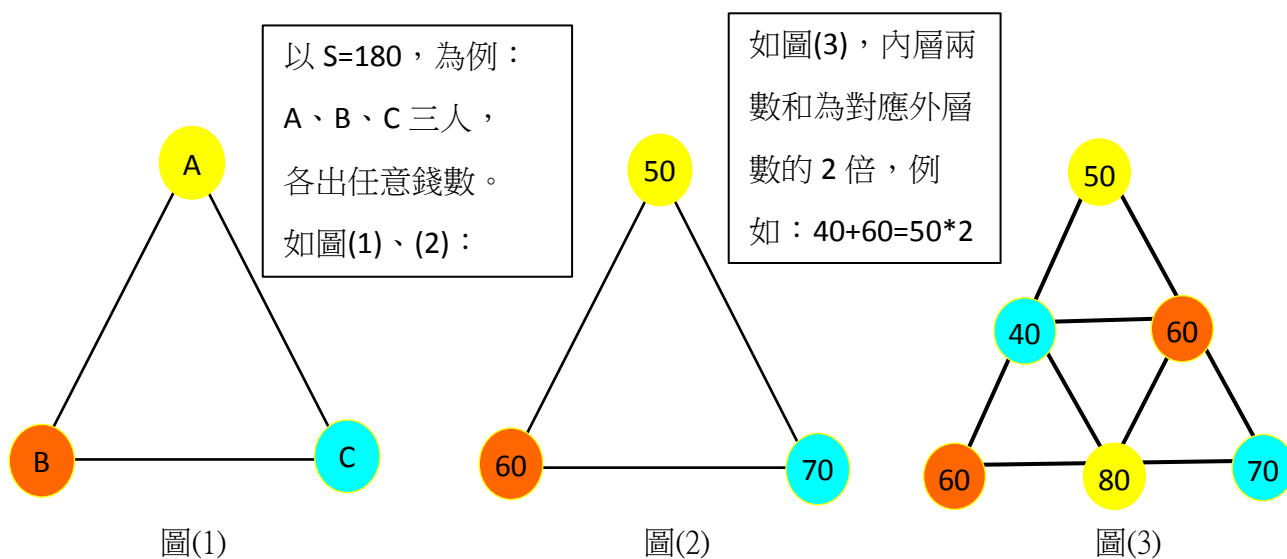 以 S=180，為例：
A、B、C 三人，
各出任意錢數。
如圖(1)、(2)：
如圖(3)，內層兩
數和為對應外層
數的 2 倍，例
如：40+60=50*2
A
B
C
圖(1)
50
60
70
圖(2)
50
40
60
60
80
70
圖(3)